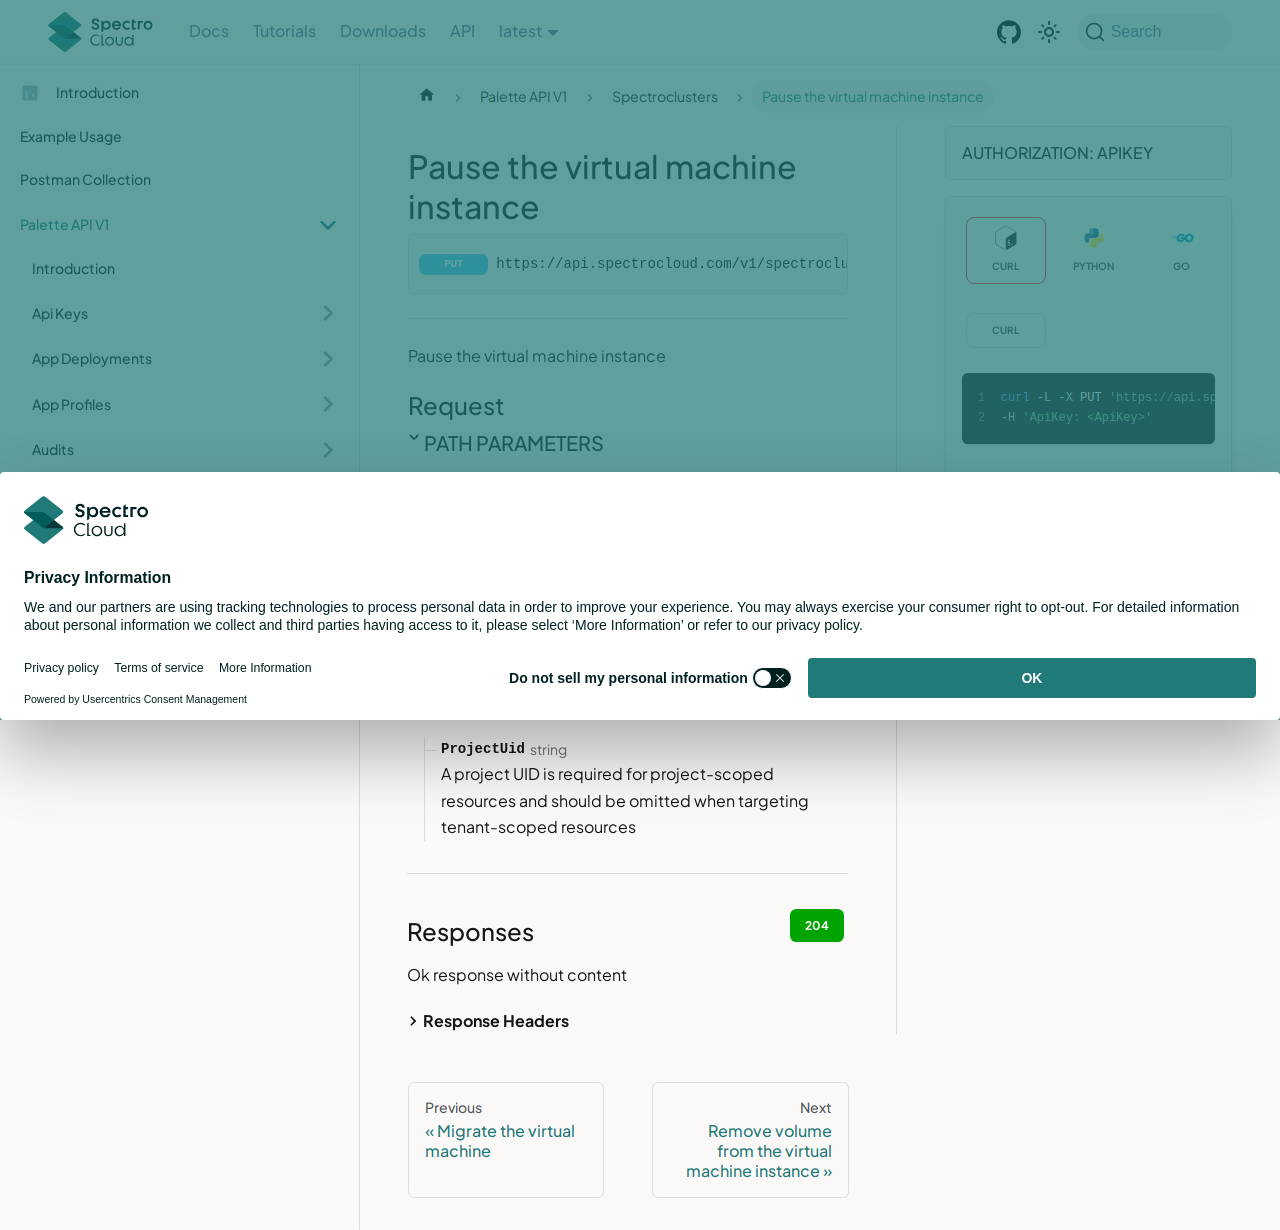 Spectro
Cloud
Docs
Tutorials
Downloads
API
latest
Search
Introduction
Example Usage
Postman Collection
Palette API V1
Introduction
Api Keys
App Deployments
App Profiles
Audits
Palette API V1
Spectroclusters
Pause the virtual machine instance
Pause the virtual machine
instance
PUT https://api.spectrocloud.com/v1/spectroclu
Pause the virtual machine instance
Request
PATH PARAMETERS
AUTHORIZATION: APIKEY
CURL
PYTHON
GO
CURL
1 curl -L -X PUT 'https://api.sp
2 -H 'ApiKey: <ApiKey>'
Spectro
Cloud
Privacy Information
We and our partners are using tracking technologies to process personal data in order to improve your experience. You may always exercise your consumer right to opt-out. For detailed information
about personal information we collect and third parties having access to it, please select ‘More Information’ or refer to our privacy policy.
Privacy policy
Terms of service
More Information
Powered by Usercentrics Consent Management
Do not sell my personal information
OK
ProjectUid string
A project UID is required for project-scoped
resources and should be omitted when targeting
tenant-scoped resources
Responses
204
Ok response without content
Response Headers
Previous
« Migrate the virtual
machine
Next
Remove volume
from the virtual
machine instance »